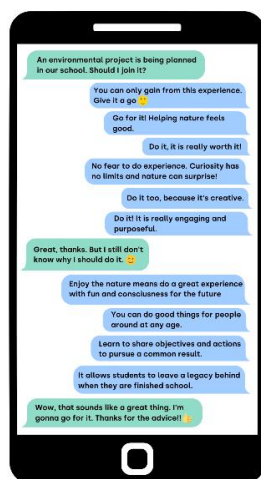 An environmental project is being planned
in our school. Should I join it?
You can only gain from this experience.
Give it a go 🙂
Go for it! Helping nature feels
good.
Do it, it is really worth it!
No fear to do experience. Curiosity has
no limits and nature can surprise!
Do it too, because it's creative.
Do it! It is really engaging and
purposeful.
Great, thanks. But I still don't
know why I should do it. 😐
Enjoy the nature means do a great experience
with fun and consciusness for the future
You can do good things for people
around at any age.
Learn to share objectives and actions
to pursue a common result.
It allows students to leave a legacy behind
when they are finished school.
Wow, that sounds like a great thing. I'm
gonna go for it. Thanks for the advice!! 👍